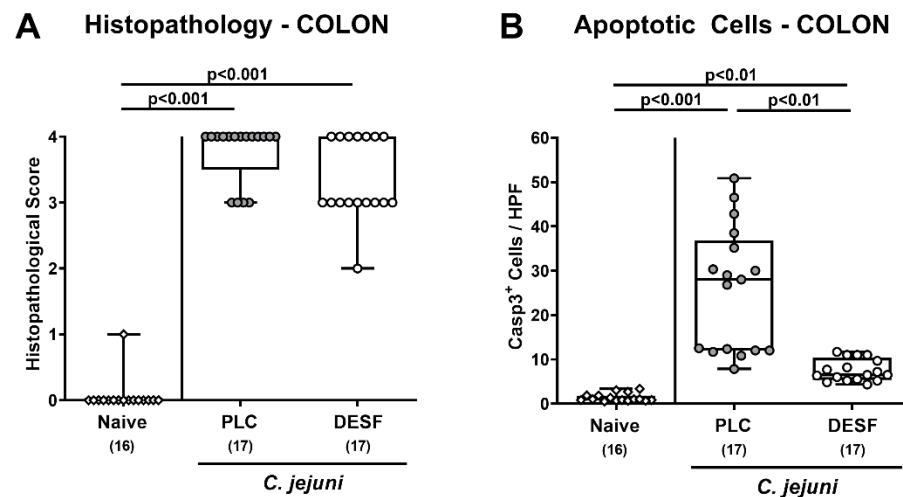 A Histopathology - COLON
p<0.001
p<0.001
Histopathological Score
4
3
2
1
0
Naive PLC DESF
(16) (17) (17)
C. jejuni
B Apoptotic Cells - COLON
p<0.01
p<0.001 p<0.01
Casp3+ Cells / HPF
60
50
40
30
20
10
0
Naive PLC DESF
(16) (17) (17)
C. jejuni